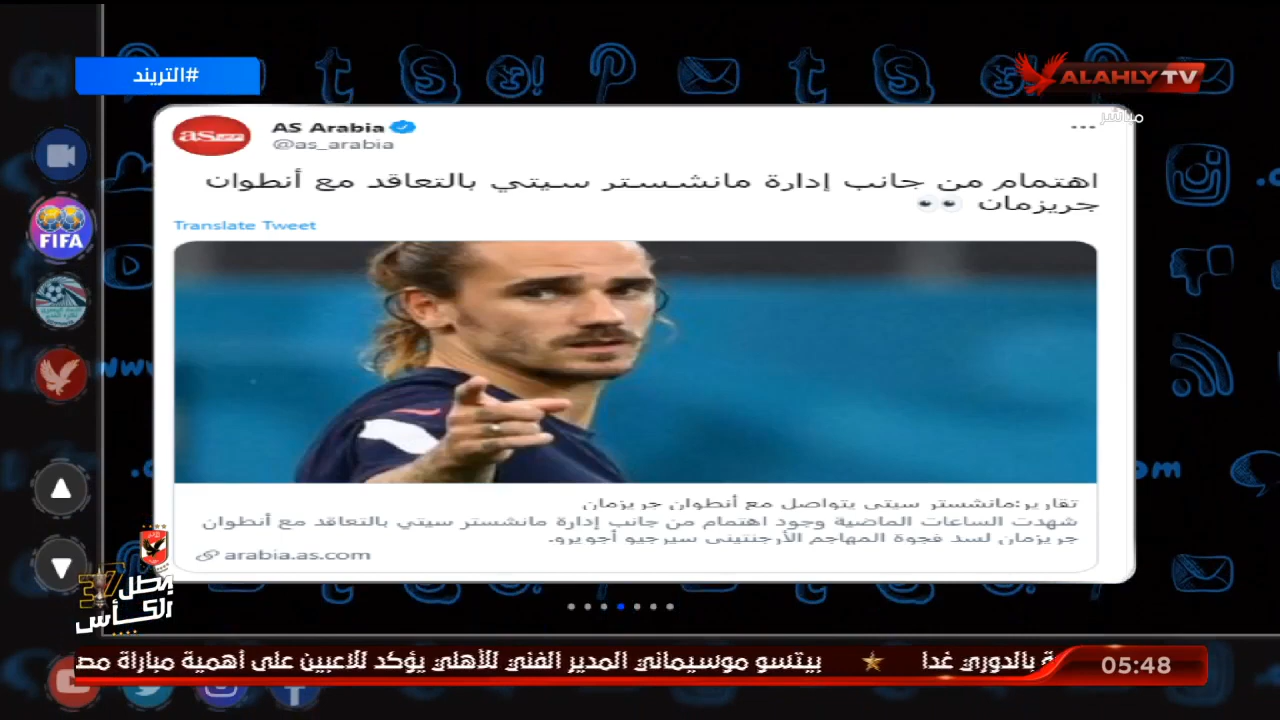 #التريند
ALAHLY TV
مباشر
as
AS Arabia
@as_arabia
اهتمام من جانب إدارة مانشستر سيتي بالتعاقد مع أنطوان
جريزمان 👀
Translate Tweet
FIFA
تقارير:مانشستر سيتي يتواصل مع أنطوان جريزمان
شهدت الساعات الماضية وجود اهتمام من جانب إدارة مانشستر سيتي بالتعاقد مع أنطوان
جريزمان لسد فجوة المهاجم الأرجنتيني سيرجيو أجويرو.
arabia.as.com
37
بطل
الكأس
ة بالدوري غدا ★ بيتسو موسيماني المدير الفني للأهلي يؤكد للاعبين على أهمية مباراة مص
05:48